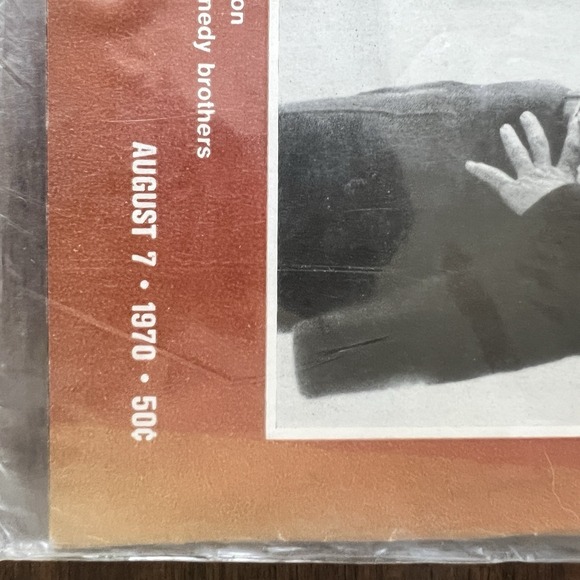 on
nedy brothers
AUGUST 7 • 1970 • 50¢